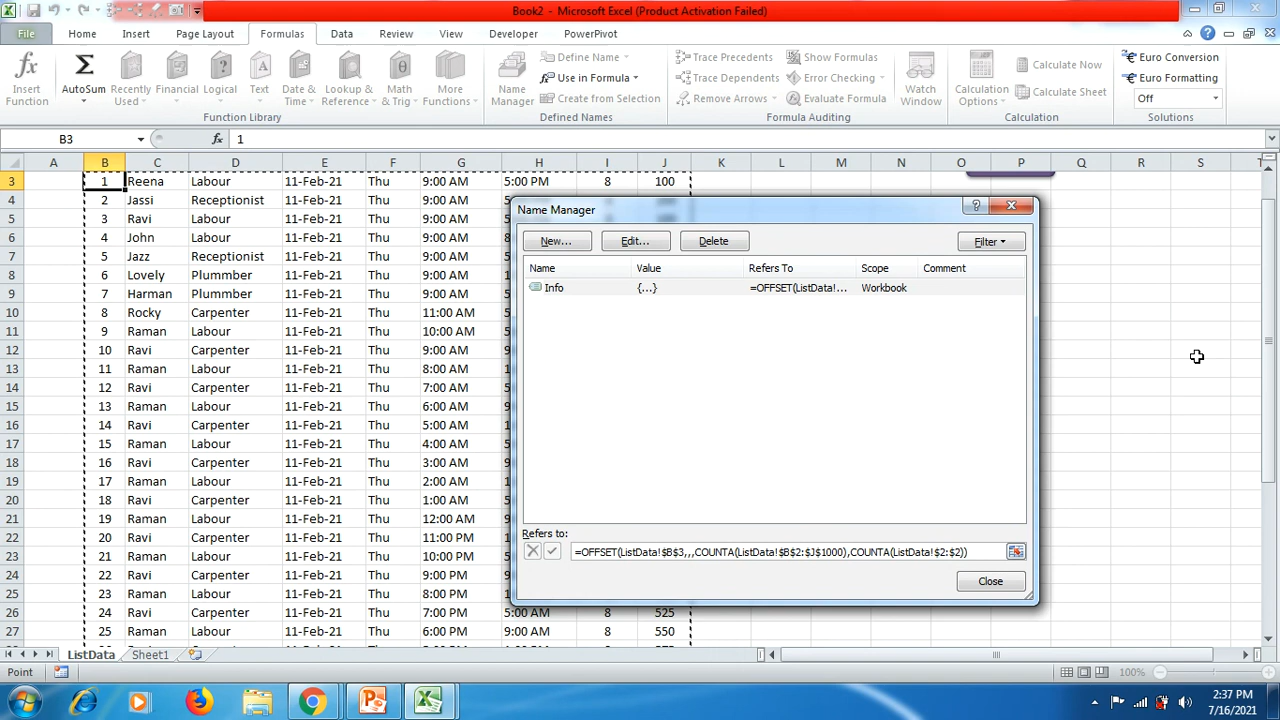 Book2 - Microsoft Excel (Product Activation Failed)
File Home Insert Page Layout Formulas Data Review View Developer PowerPivot
Insert Function
AutoSum
Recently Used
Financial
Logical
Text
Date & Time
Lookup & Reference
Math & Trig
More Functions
Function Library
Name Manager
Define Name
Use in Formula
Create from Selection
Defined Names
Trace Precedents
Trace Dependents
Remove Arrows
Show Formulas
Error Checking
Evaluate Formula
Formula Auditing
Watch Window
Calculation Options
Calculate Now
Calculate Sheet
Calculation
Euro Conversion
Euro Formatting
Off
Solutions
B3 fx 1
A B C D E F G H I J K L M N O P Q R S T
3 1 Reena Labour 11-Feb-21 Thu 9:00 AM 5:00 PM 8 100
4 2 Jassi Receptionist 11-Feb-21 Thu 9:00 AM
5 3 Ravi Labour 11-Feb-21 Thu 9:00 AM
6 4 John Labour 11-Feb-21 Thu 9:00 AM
7 5 Jazz Receptionist 11-Feb-21 Thu 9:00 AM
8 6 Lovely Plummber 11-Feb-21 Thu 9:00 AM
9 7 Harman Plummber 11-Feb-21 Thu 9:00 AM
10 8 Rocky Carpenter 11-Feb-21 Thu 11:00 AM
11 9 Raman Labour 11-Feb-21 Thu 10:00 AM
12 10 Ravi Carpenter 11-Feb-21 Thu 9:00 AM
13 11 Raman Labour 11-Feb-21 Thu 8:00 AM
14 12 Ravi Carpenter 11-Feb-21 Thu 7:00 AM
15 13 Raman Labour 11-Feb-21 Thu 6:00 AM
16 14 Ravi Carpenter 11-Feb-21 Thu 5:00 AM
17 15 Raman Labour 11-Feb-21 Thu 4:00 AM
18 16 Ravi Carpenter 11-Feb-21 Thu 3:00 AM
19 17 Raman Labour 11-Feb-21 Thu 2:00 AM
20 18 Ravi Carpenter 11-Feb-21 Thu 1:00 AM
21 19 Raman Labour 11-Feb-21 Thu 12:00 AM
22 20 Ravi Carpenter 11-Feb-21 Thu 11:00 PM
23 21 Raman Labour 11-Feb-21 Thu 10:00 PM
24 22 Ravi Carpenter 11-Feb-21 Thu 9:00 PM
25 23 Raman Labour 11-Feb-21 Thu 8:00 PM
26 24 Ravi Carpenter 11-Feb-21 Thu 7:00 PM 5:00 AM 8 525
27 25 Raman Labour 11-Feb-21 Thu 6:00 PM 9:00 AM 8 550
Name Manager
New... Edit... Delete Filter
Name Value Refers To Scope Comment
Info {...} =OFFSET(ListData!... Workbook
Refers to:
=OFFSET(ListData!$B$3,,,COUNTA(ListData!$B$2:$J$1000),COUNTA(ListData!$2:$2))
Close
ListData Sheet1
Point 100%
2:37 PM
7/16/2021